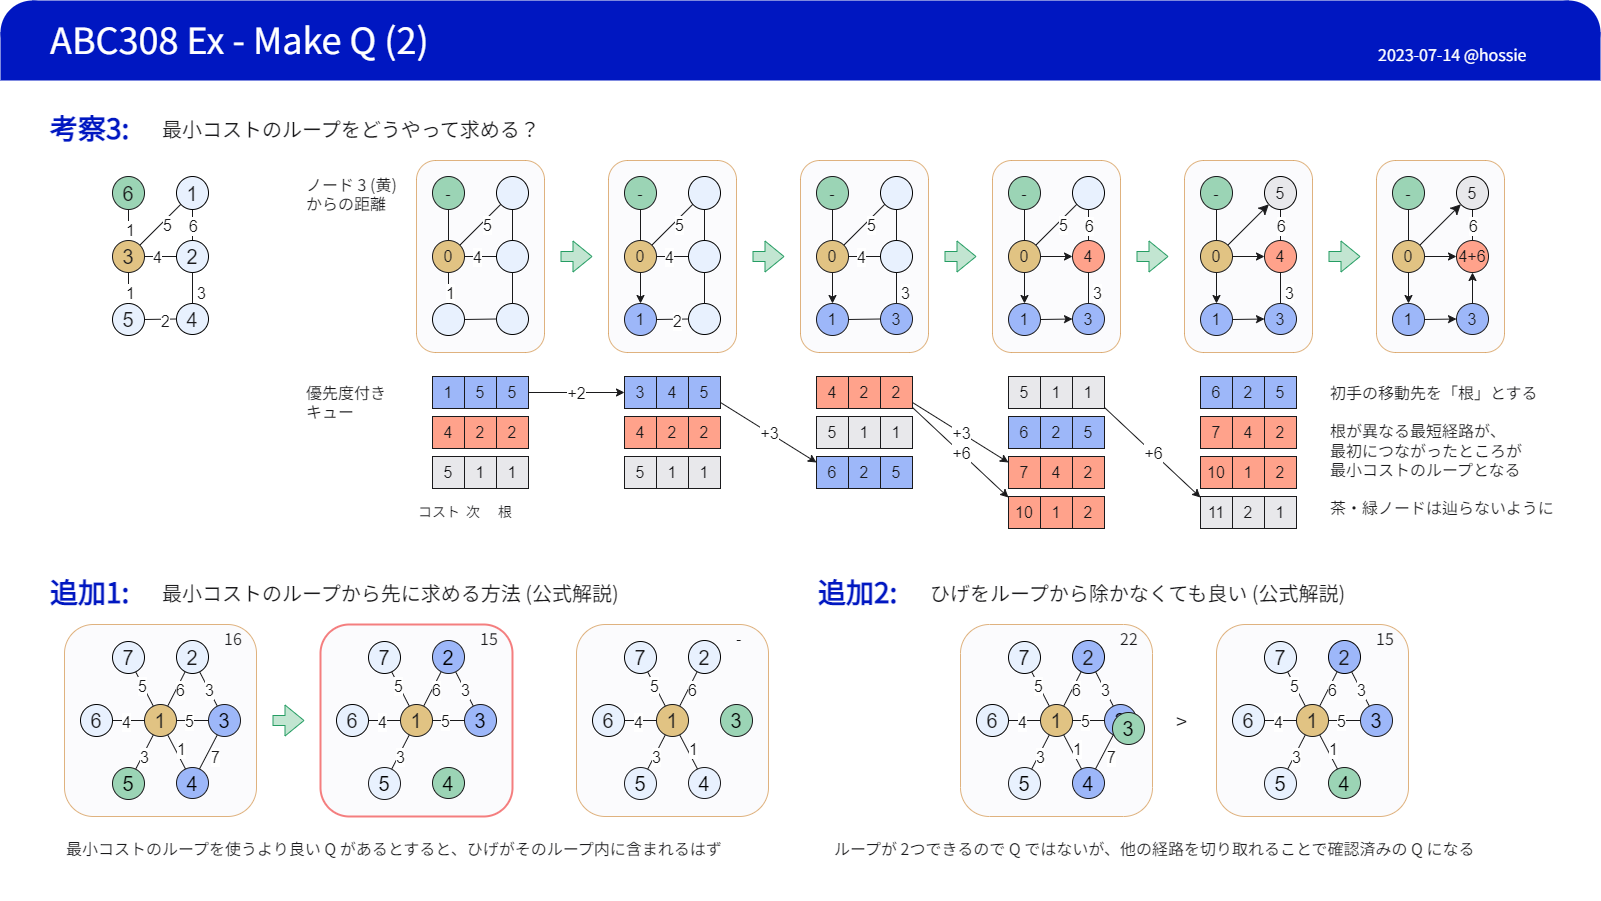 ABC308 Ex - Make Q (2)
2023-07-14 @hossie
考察3:
最小コストのループをどうやって求める？
6 1
1 5 6
3 4 2
1 3
5 2 4
ノード 3 (黄)
からの距離
-
5
0 4
1
-
5
0 4
1 2
-
5
0 4
3
1 3
-
5 6
0 4
3
1 3
- 5
6
0 4
3
1 3
- 5
6
0 4+6
1 3
優先度付き
キュー
1 5 5
4 2 2
5 1 1
+2
3 4 5
4 2 2
5 1 1
+3
4 2 2
5 1 1
6 2 5
+3
+6
5 1 1
6 2 5
7 4 2
10 1 2
+6
6 2 5
7 4 2
10 1 2
11 2 1
コスト 次 根
初手の移動先を「根」とする
根が異なる最短経路が、
最初につながったところが
最小コストのループとなる
茶・緑ノードは辿らないように
追加1:
最小コストのループから先に求める方法 (公式解説)
16
7 2
5 6 3
6 4 1 5 3
3 1 7
5 4
15
7 2
5 6 3
6 4 1 5 3
3
5 4
-
7 2
5 6
6 4 1 3
3 1
5 4
最小コストのループを使うより良い Q があるとすると、ひげがそのループ内に含まれるはず
追加2:
ひげをループから除かなくても良い (公式解説)
22
7 2
5 6 3
6 4 1 5 3
3 1 7
5 4
>
15
7 2
5 6 3
6 4 1 5 3
3 1
5 4
ループが 2つできるので Q ではないが、他の経路を切り取れることで確認済みの Q になる